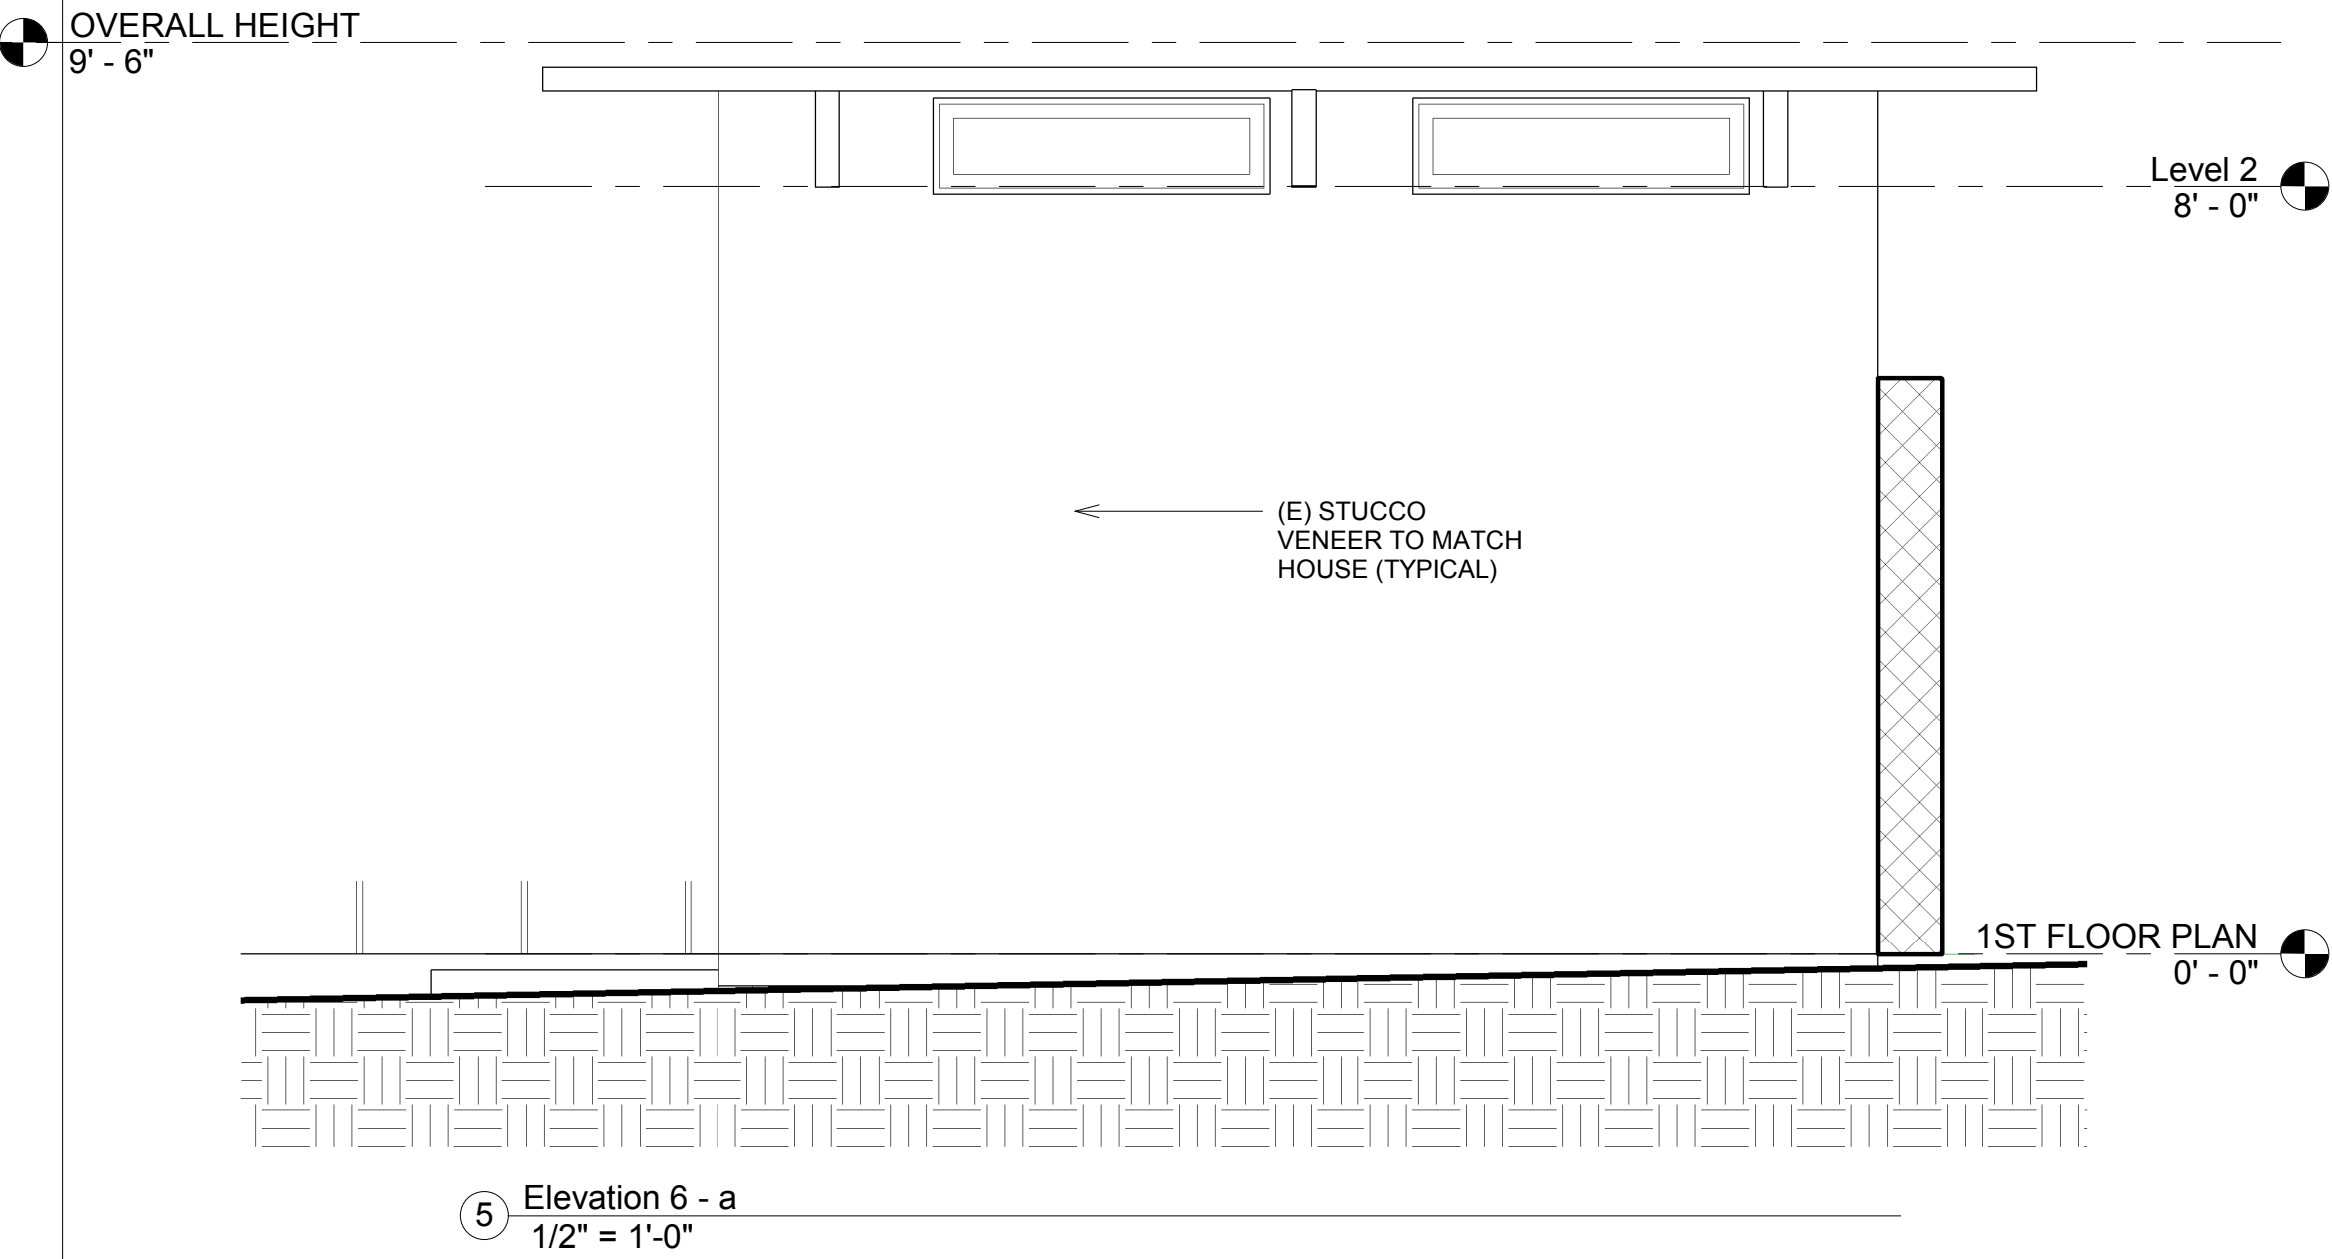 OVERALL HEIGHT
9' - 6"
Level 2
8' - 0"
(E) STUCCO
VENEER TO MATCH
HOUSE (TYPICAL)
1ST FLOOR PLAN
0' - 0"
5
Elevation 6 - a
1/2" = 1'-0"